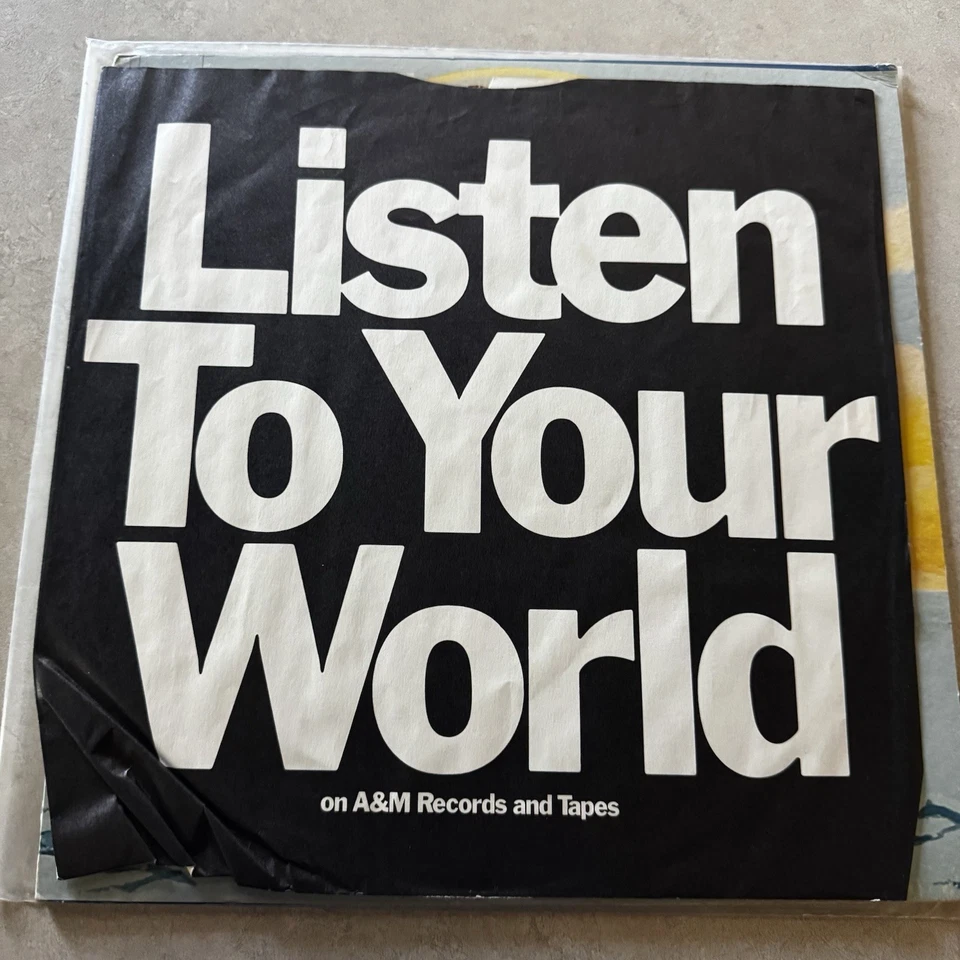 Listen
To Your
World
on A&M Records and Tapes